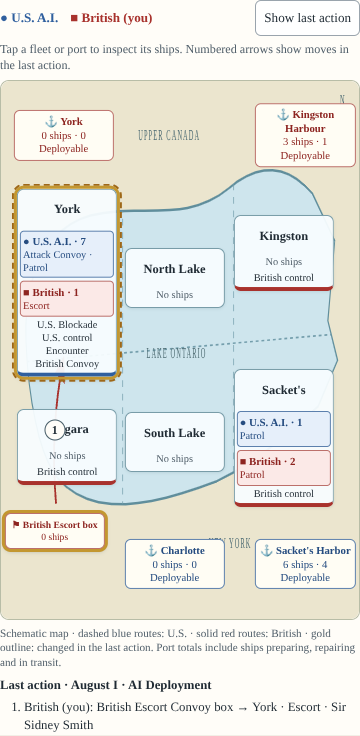 ● U.S. A.I. ■ British (you)
Show last action
Tap a fleet or port to inspect its ships. Numbered arrows show moves in
the last action.
N
⚓ York
0 ships · 0
Deployable
UPPER CANADA
⚓ Kingston
Harbour
3 ships · 1
Deployable
York
● U.S. A.I. · 7
Attack Convoy ·
Patrol
■ British · 1
Escort
U.S. Blockade
U.S. control
Encounter
British Convoy
North Lake
No ships
Kingston
No ships
British control
LAKE ONTARIO
1
No ships
British control
South Lake
No ships
Sacket's
● U.S. A.I. · 1
Patrol
■ British · 2
Patrol
British control
⚑ British Escort box
0 ships
YORK
⚓ Charlotte
0 ships · 0
Deployable
⚓ Sacket's Harbor
6 ships · 4
Deployable
Schematic map · dashed blue routes: U.S. · solid red routes: British · gold
outline: changed in the last action. Port totals include ships preparing, repairing
and in transit.
Last action · August I · AI Deployment
1. British (you): British Escort Convoy box → York · Escort · Sir
Sidney Smith